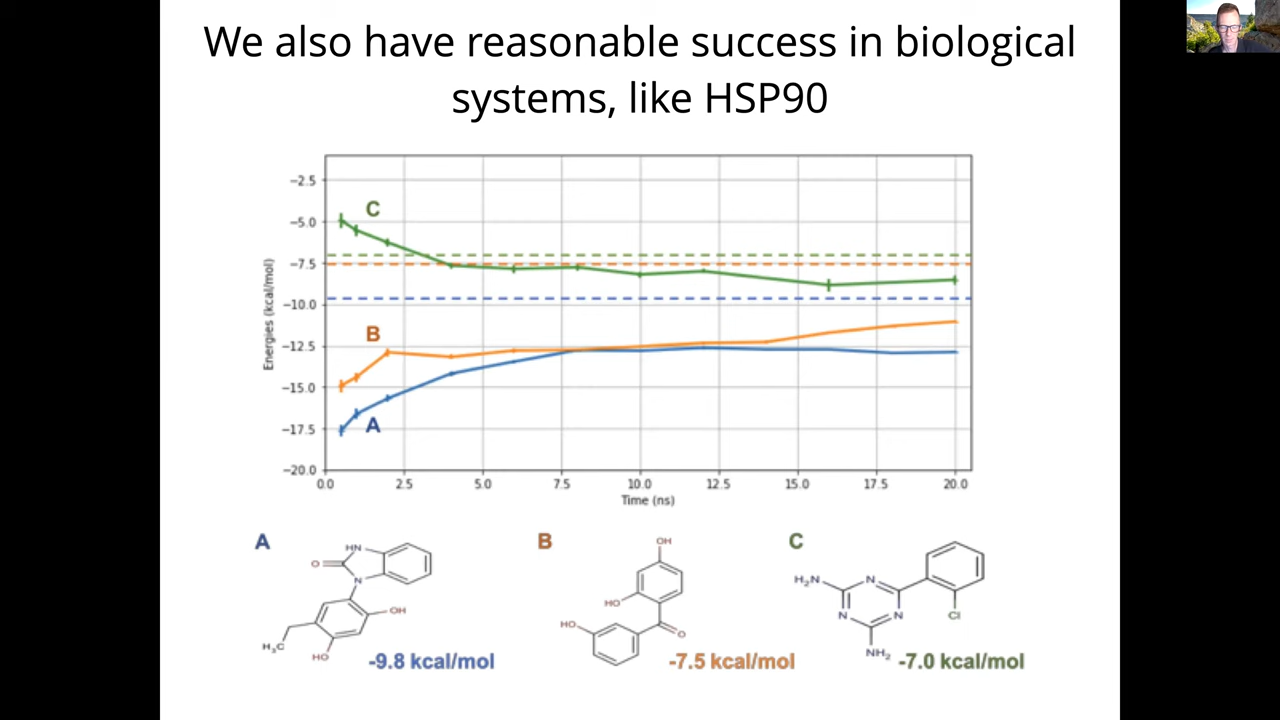 We also have reasonable success in biological
systems, like HSP90
−2.5
−5.0
−7.5
−10.0
−12.5
−15.0
−17.5
−20.0
Energies (kcal/mol)
C
B
A
0.0 2.5 5.0 7.5 10.0 12.5 15.0 17.5 20.0
Time (ns)
A
HN
O
N
OH
H₃C
HO
-9.8 kcal/mol
B
OH
HO
HO
O
-7.5 kcal/mol
C
H₂N
N
N
N
Cl
NH₂
-7.0 kcal/mol